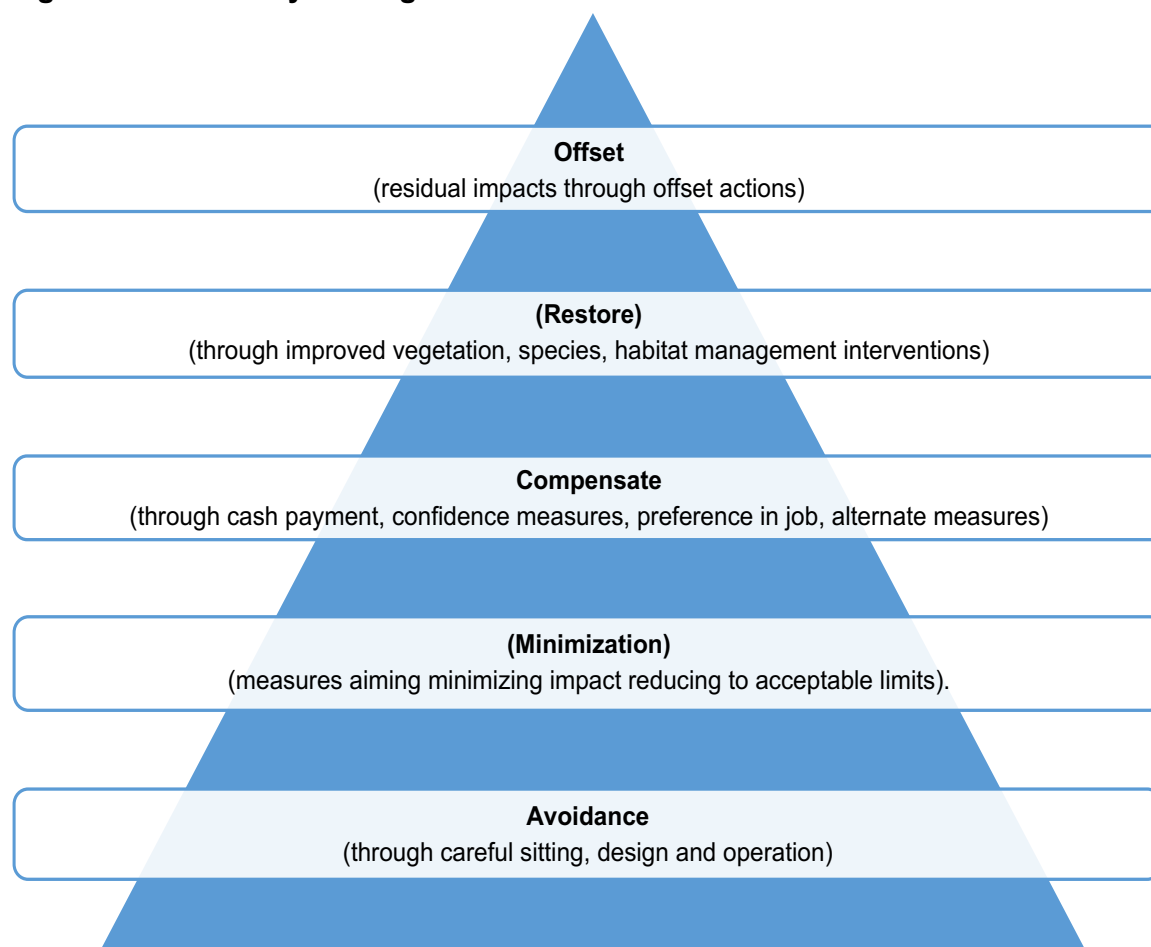 Offset
(residual impacts through offset actions)
(Restore)
(through improved vegetation, species, habitat management interventions)
Compensate
(through cash payment, confidence measures, preference in job, alternate measures)
(Minimization)
(measures aiming minimizing impact reducing to acceptable limits).
Avoidance
(through careful sitting, design and operation)